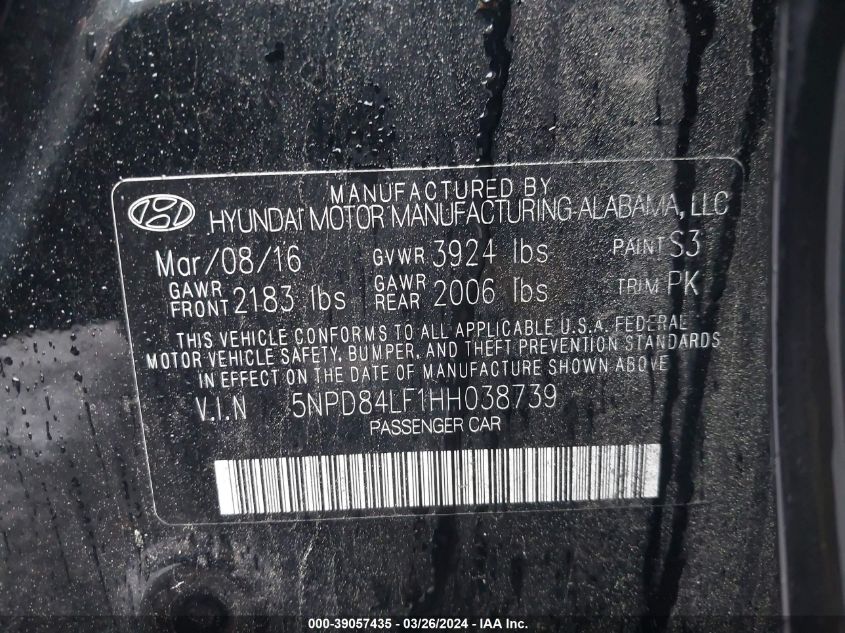 MANUFACTURED BY
HYUNDAI MOTOR MANUFACTURING ALABAMA, LLC
Mar/08/16 GVWR 3924 lbs PAINT S3
GAWR FRONT 2183 lbs GAWR REAR 2006 lbs TRIM PK
THIS VEHICLE CONFORMS TO ALL APPLICABLE U.S.A. FEDERAL
MOTOR VEHICLE SAFETY, BUMPER, AND THEFT PREVENTION STANDARDS
IN EFFECT ON THE DATE OF MANUFACTURE SHOWN ABOVE
V.I.N 5NPD84LF1HH038739
PASSENGER CAR
000-39057435 - 03/26/2024 - IAA Inc.